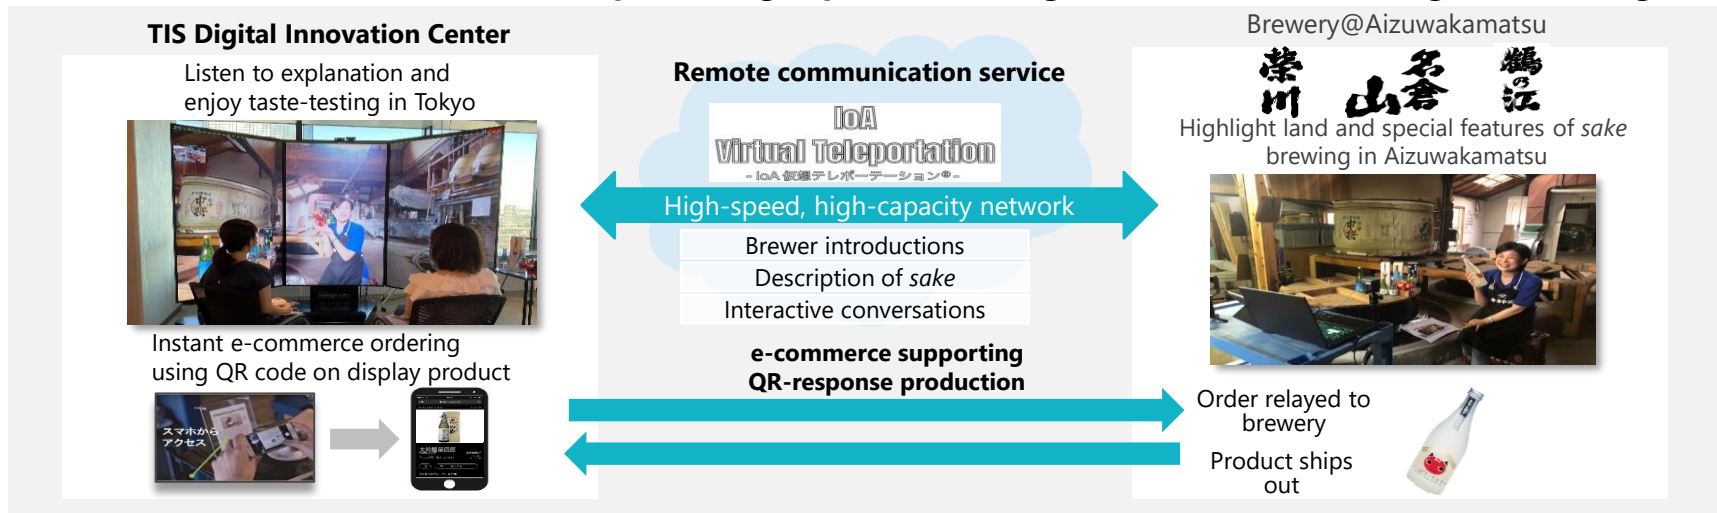 TIS Digital Innovation Center
Listen to explanation and
enjoy taste-testing in Tokyo
Instant e-commerce ordering
using QR code on display product
スマホから
アクセス
Remote communication service
IoA
Virtual Teleportation
- IoA 仮想テレポーテーション® -
High-speed, high-capacity network
Brewer introductions
Description of sake
Interactive conversations
e-commerce supporting
QR-response production
Brewery@Aizuwakamatsu
榮川
名倉山
鶴の江
Highlight land and special features of sake
brewing in Aizuwakamatsu
Order relayed to
brewery
Product ships
out